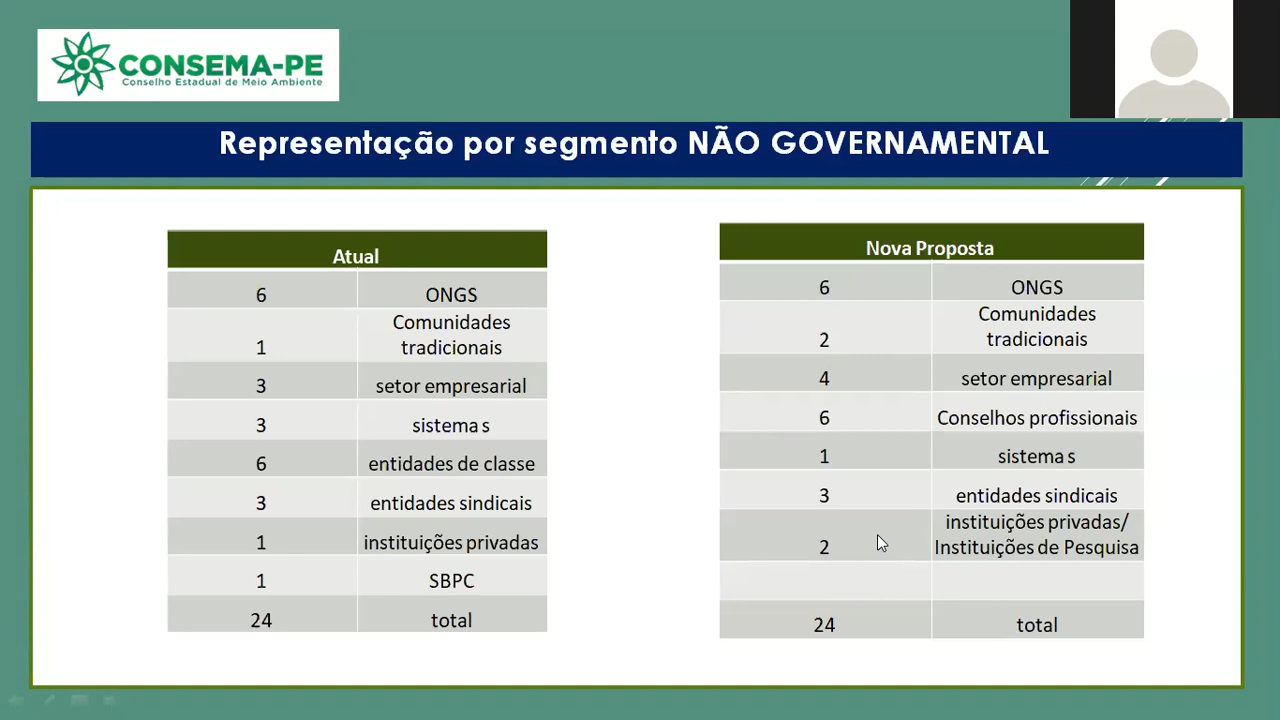 CONSEMA-PE
Conselho Estadual de Meio Ambiente
Representação por segmento NÃO GOVERNAMENTAL
Atual
6 ONGS
Comunidades
1 tradicionais
3 setor empresarial
3 sistema s
6 entidades de classe
3 entidades sindicais
1 instituições privadas
1 SBPC
24 total
Nova Proposta
6 ONGS
Comunidades
2 tradicionais
4 setor empresarial
6 Conselhos profissionais
1 sistema s
3 entidades sindicais
instituições privadas/
2 Instituições de Pesquisa
24 total